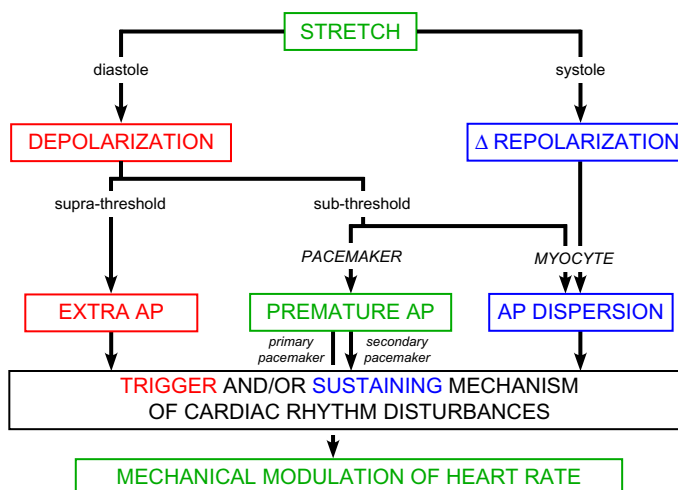 STRETCH
diastole
systole
DEPOLARIZATION
Δ REPOLARIZATION
supra-threshold
sub-threshold
PACEMAKER
MYOCYTE
EXTRA AP
PREMATURE AP
AP DISPERSION
primary
pacemaker
secondary
pacemaker
TRIGGER AND/OR SUSTAINING MECHANISM
OF CARDIAC RHYTHM DISTURBANCES
MECHANICAL MODULATION OF HEART RATE